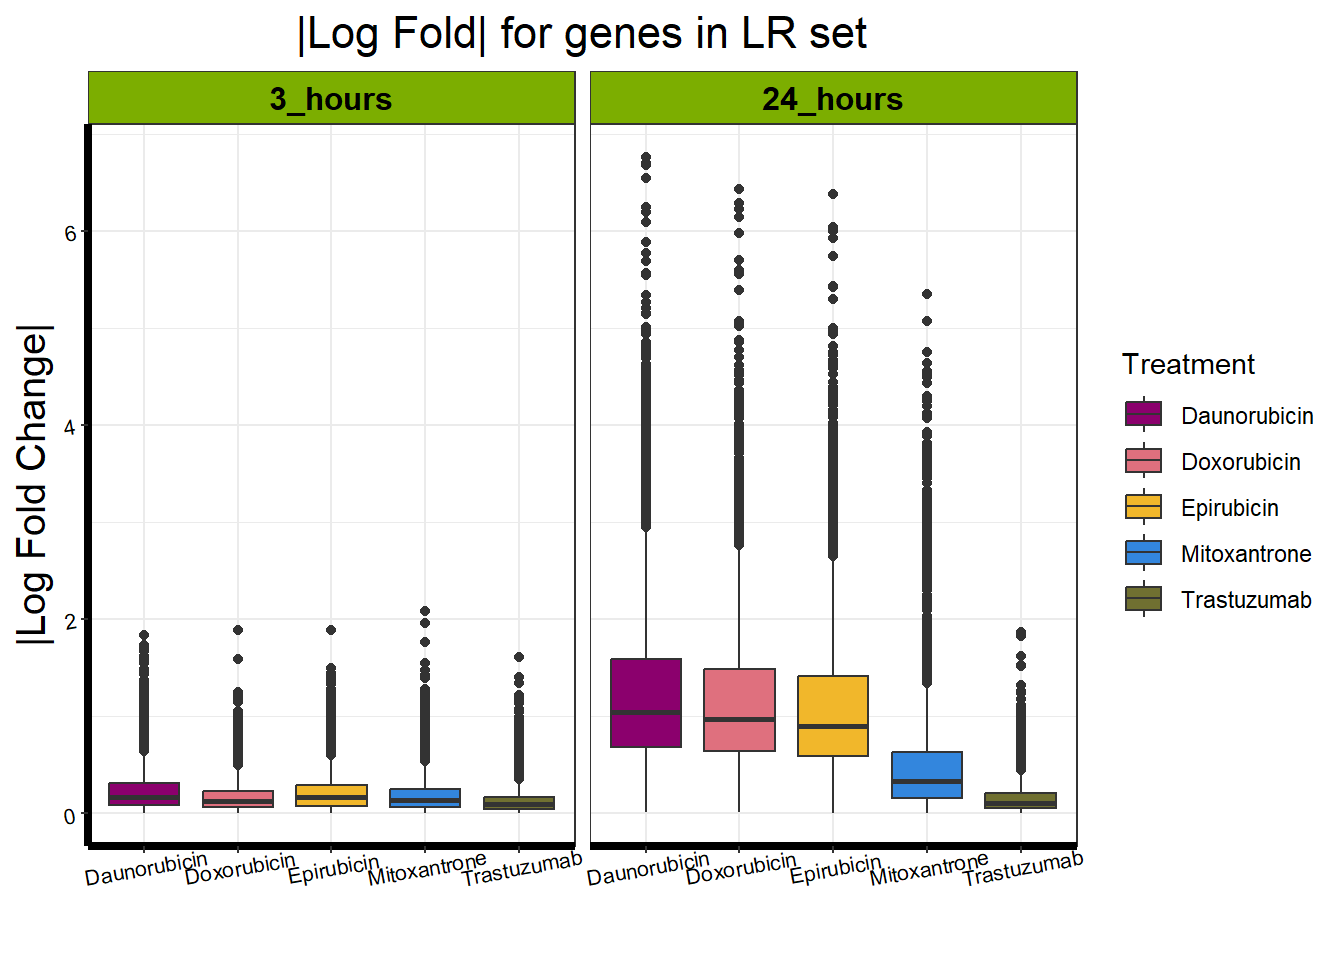 |Log Fold| for genes in LR set
3_hours
24_hours
|Log Fold Change|
6
4
2
0
Daunorubicin
Doxorubicin
Epirubicin
Mitoxantrone
Trastuzumab
Daunorubicin
Doxorubicin
Epirubicin
Mitoxantrone
Trastuzumab
Treatment
Daunorubicin
Doxorubicin
Epirubicin
Mitoxantrone
Trastuzumab